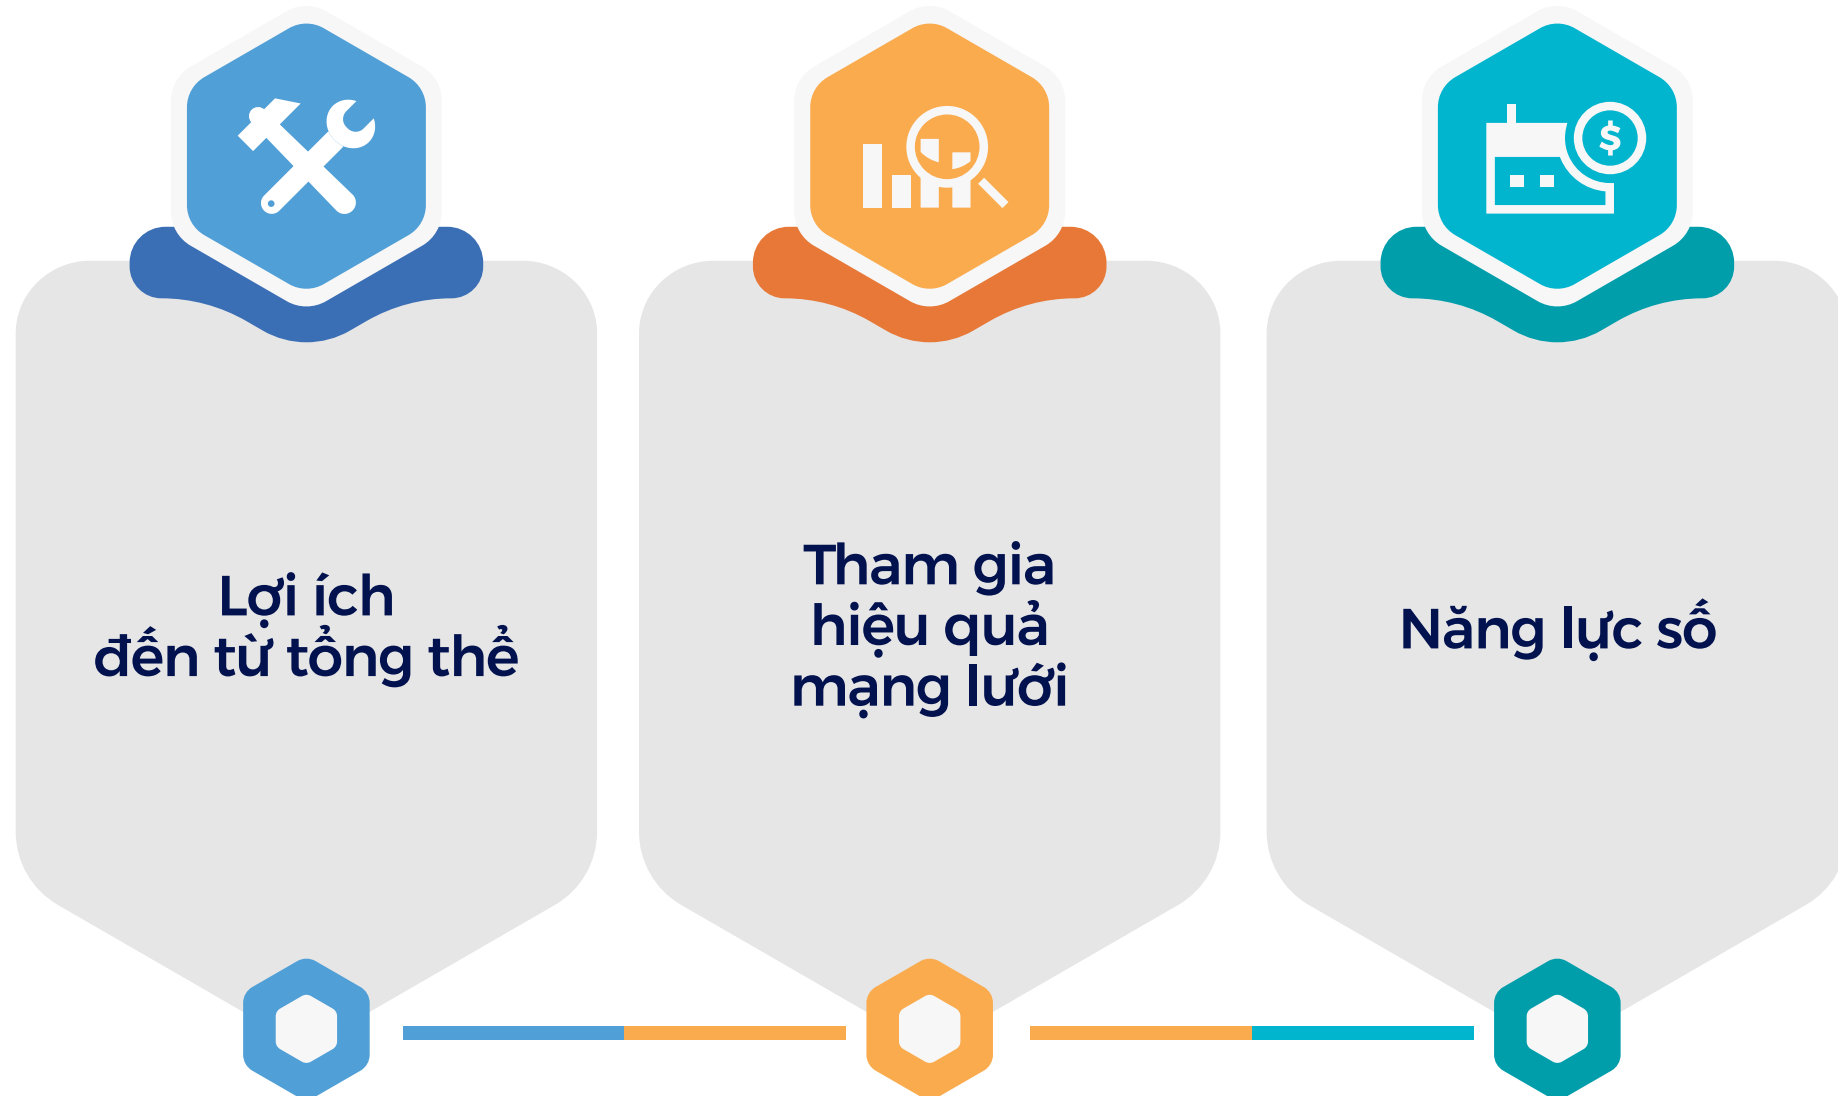 Lợi ích
đến từ tổng thể
Tham gia
hiệu quả
mạng lưới
Năng lực số
$